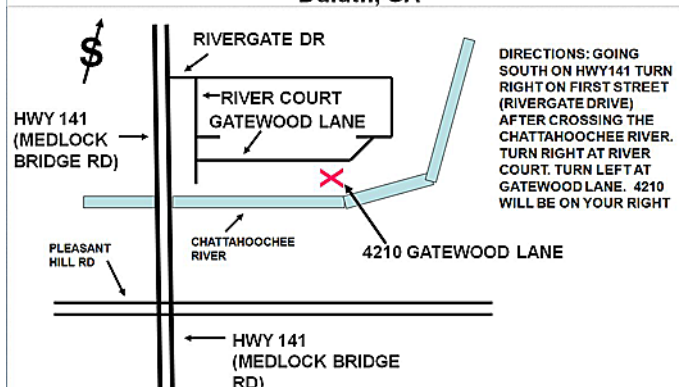 Duluth, GA
S
RIVERGATE DR
RIVER COURT
GATEWOOD LANE
HWY 141
(MEDLOCK
BRIDGE RD)
DIRECTIONS: GOING
SOUTH ON HWY141 TURN
RIGHT ON FIRST STREET
(RIVERGATE DRIVE)
AFTER CROSSING THE
CHATTAHOOCHEE RIVER.
TURN RIGHT AT RIVER
COURT. TURN LEFT AT
GATEWOOD LANE.  4210
WILL BE ON YOUR RIGHT
PLEASANT
HILL RD
CHATTAHOOCHEE
RIVER
4210 GATEWOOD LANE
HWY 141
(MEDLOCK BRIDGE
RD)